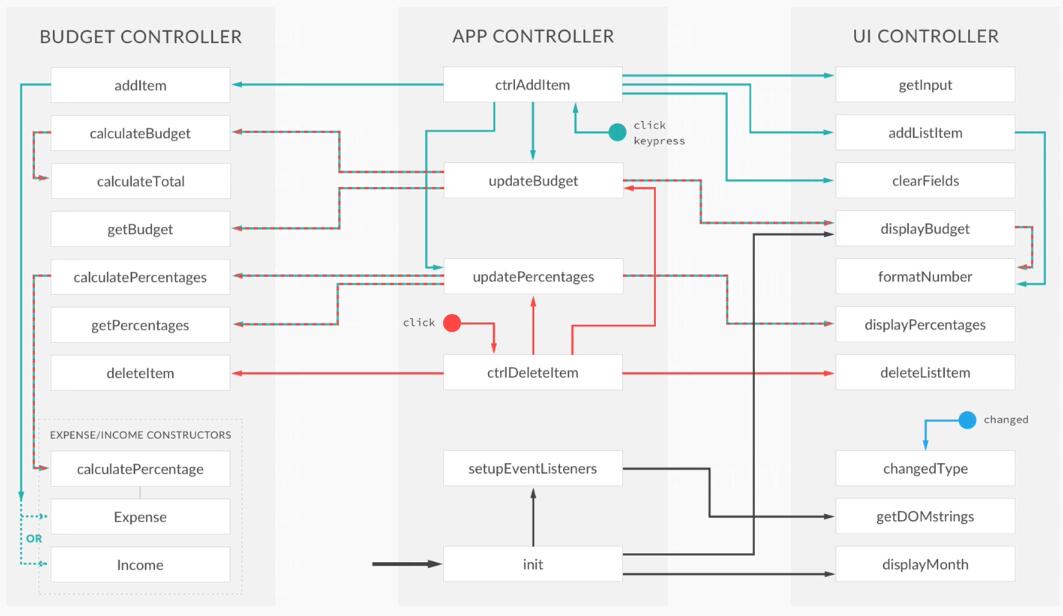 BUDGET CONTROLLER
addItem
calculateBudget
calculateTotal
getBudget
calculatePercentages
getPercentages
deleteItem
EXPENSE/INCOME CONSTRUCTORS
calculatePercentage
Expense
OR
Income
APP CONTROLLER
ctrlAddItem
click
keypress
updateBudget
updatePercentages
click
ctrlDeleteItem
setupEventListeners
init
UI CONTROLLER
getInput
addListItem
clearFields
displayBudget
formatNumber
displayPercentages
deleteListItem
changed
changedType
getDOMstrings
displayMonth